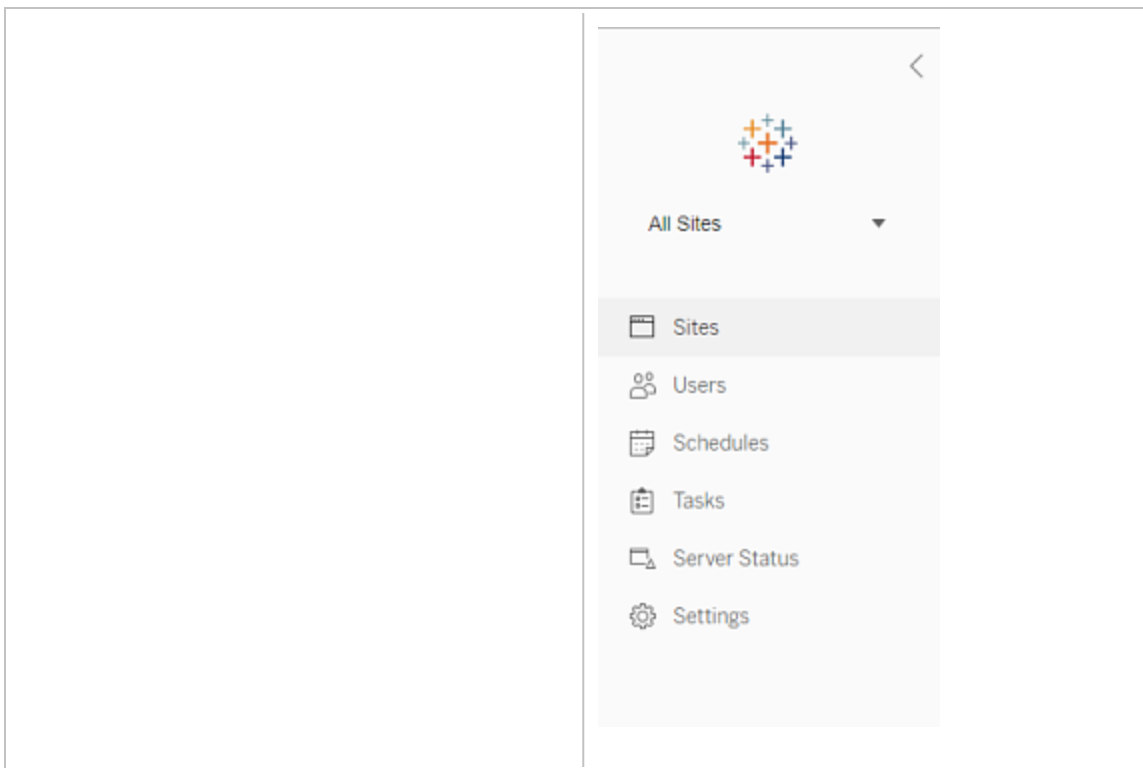 All Sites
Sites
Users
Schedules
Tasks
Server Status
Settings